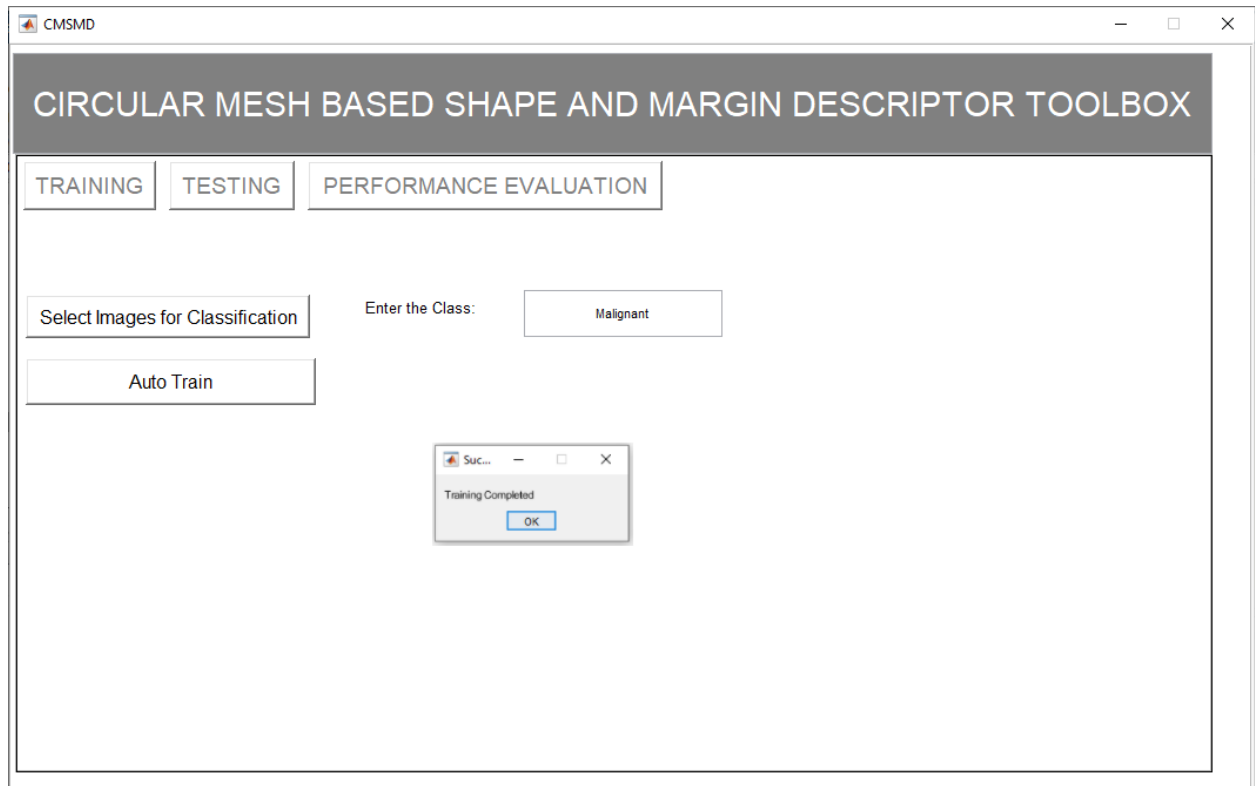 CMSMD
CIRCULAR MESH BASED SHAPE AND MARGIN DESCRIPTOR TOOLBOX
TRAINING TESTING PERFORMANCE EVALUATION
Select Images for Classification Enter the Class: Malignant
Auto Train
Suc...
Training Completed
OK